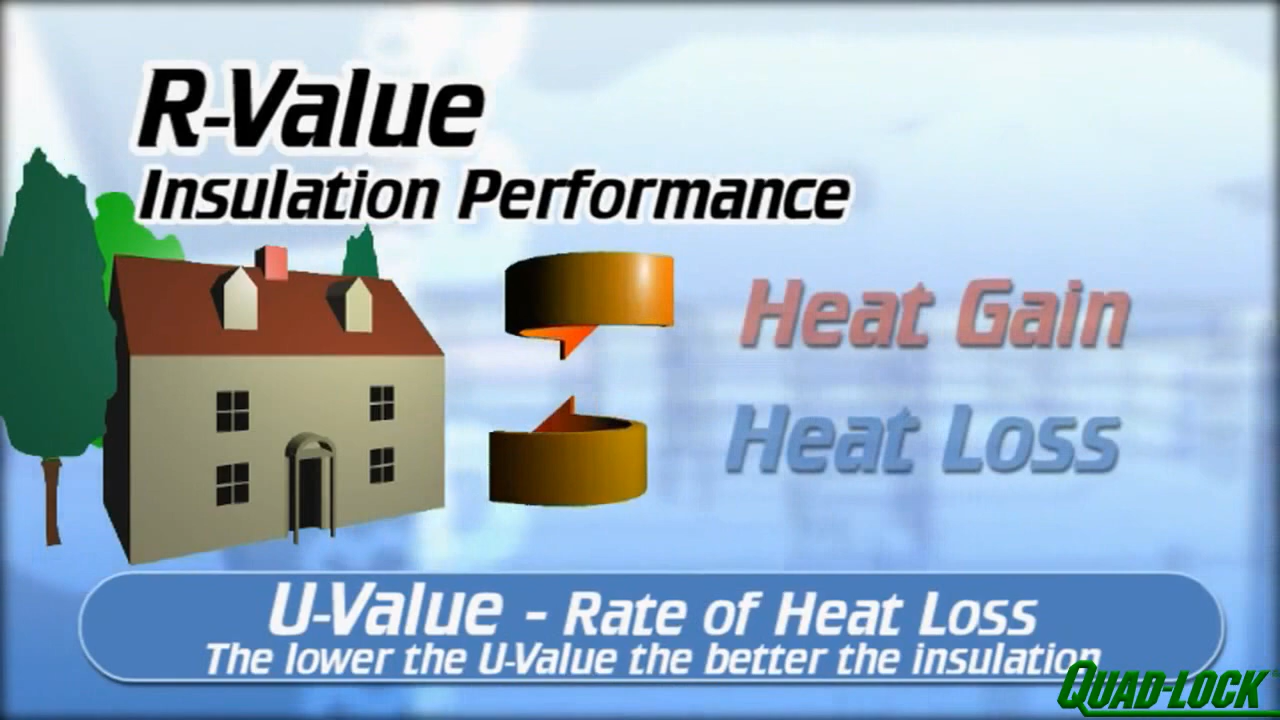 R-Value
Insulation Performance
Heat Gain
Heat Loss
U-Value - Rate of Heat Loss
The lower the U-Value the better the insulation
QUAD-LOCK